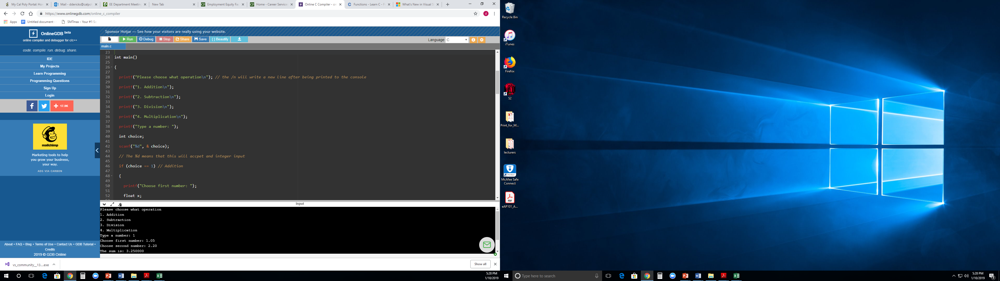 My Cal Poly Portal: Hom
Mail - ddericks@calpol
EE Department Meeting
New Tab
Employment Equity Fac
Home - Career Services
Online C Compiler - on
Functions - Learn C - F
What's New in Visual S
https://www.onlinegdb.com/online_c_compiler
d
Apps
Untitled document -
SMTmax - Your #1 So
OnlineGDB beta
online compiler and debugger for c/c++
code. compile. run. debug. share.
IDE
My Projects
Learn Programming
Programming Questions
Sign Up
Login
17.9K
mailchimp
Marketing tools to help
you grow your business,
your way.
ADS VIA CARBON
About • FAQ • Blog • Terms of Use • Contact Us • GDB Tutorial •
Credits
2019 © GDB Online
Sponsor Hotjar — See how your visitors are really using your website.
Run Debug Stop Share Save { } Beautify
Language C
main.c
23
24 int main()
25
26 {
27
28 printf("Please choose what operation\n"); // the /n will write a new line after being printed to the console
29
30 printf("1. Addition\n");
31
32 printf("2. Subtraction\n");
33
34 printf("3. Division\n");
35
36 printf("4. Multiplication\n");
37
38 printf("Type a number: ");
39
40 int choice;
41
42 scanf("%d", & choice);
43
44 // The %d means that this will accpet and integer input
45
46 if (choice == 1) // Addition
47
48 {
49
50 printf("Choose first number: ");
51
52 float x;
input
Please choose what operation
1. Addition
2. Subtraction
3. Division
4. Multiplication
Type a number: 1
Choose first number: 1.05
Choose second number: 2.20
The sum is: 3.250000
vs_community__13....exe
Show all
5:28 PM
1/10/2019
Recycle Bin
iTunes
Firefox
S2
Print_for_M...
lecturers
McAfee Safe
Connect
PDF
eAP101_A...
Type here to search
5:28 PM
1/10/2019